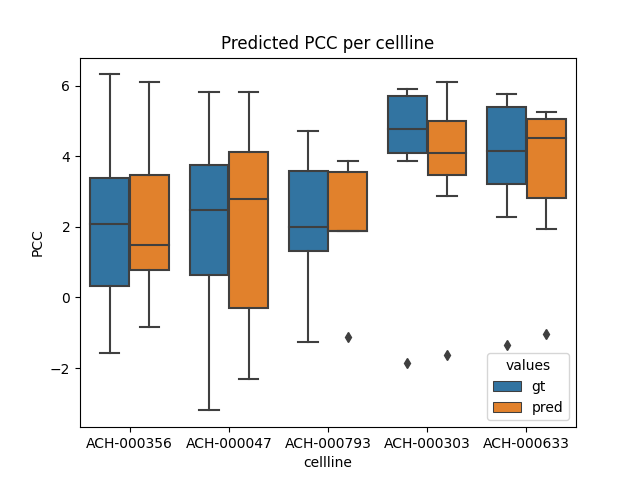 Predicted PCC per cellline
PCC
6
4
2
0
−2
values
gt
pred
ACH-000356
ACH-000047
ACH-000793
ACH-000303
ACH-000633
cellline